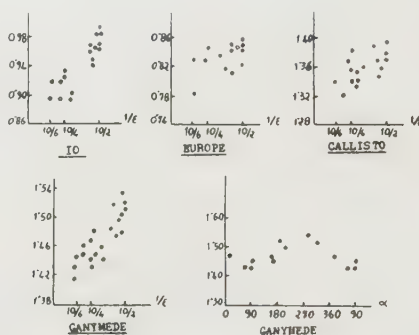 0·98
0·94
0·90
0·86
10/6 10/4 10/2 1/ε
IO
0·86
0·82
0·78
0·74
10/6 10/4 10/2 1/ε
EUROPE
1·40
1·36
1·32
1·28
10/6 10/4 10/2 1/ε
CALLISTO
1·54
1·50
1·46
1·42
1·38
10/6 10/4 10/2 1/ε
GANYMEDE
1·60
1·50
1·40
1·30
0 90 180 270 0 90 α
GANYMEDE